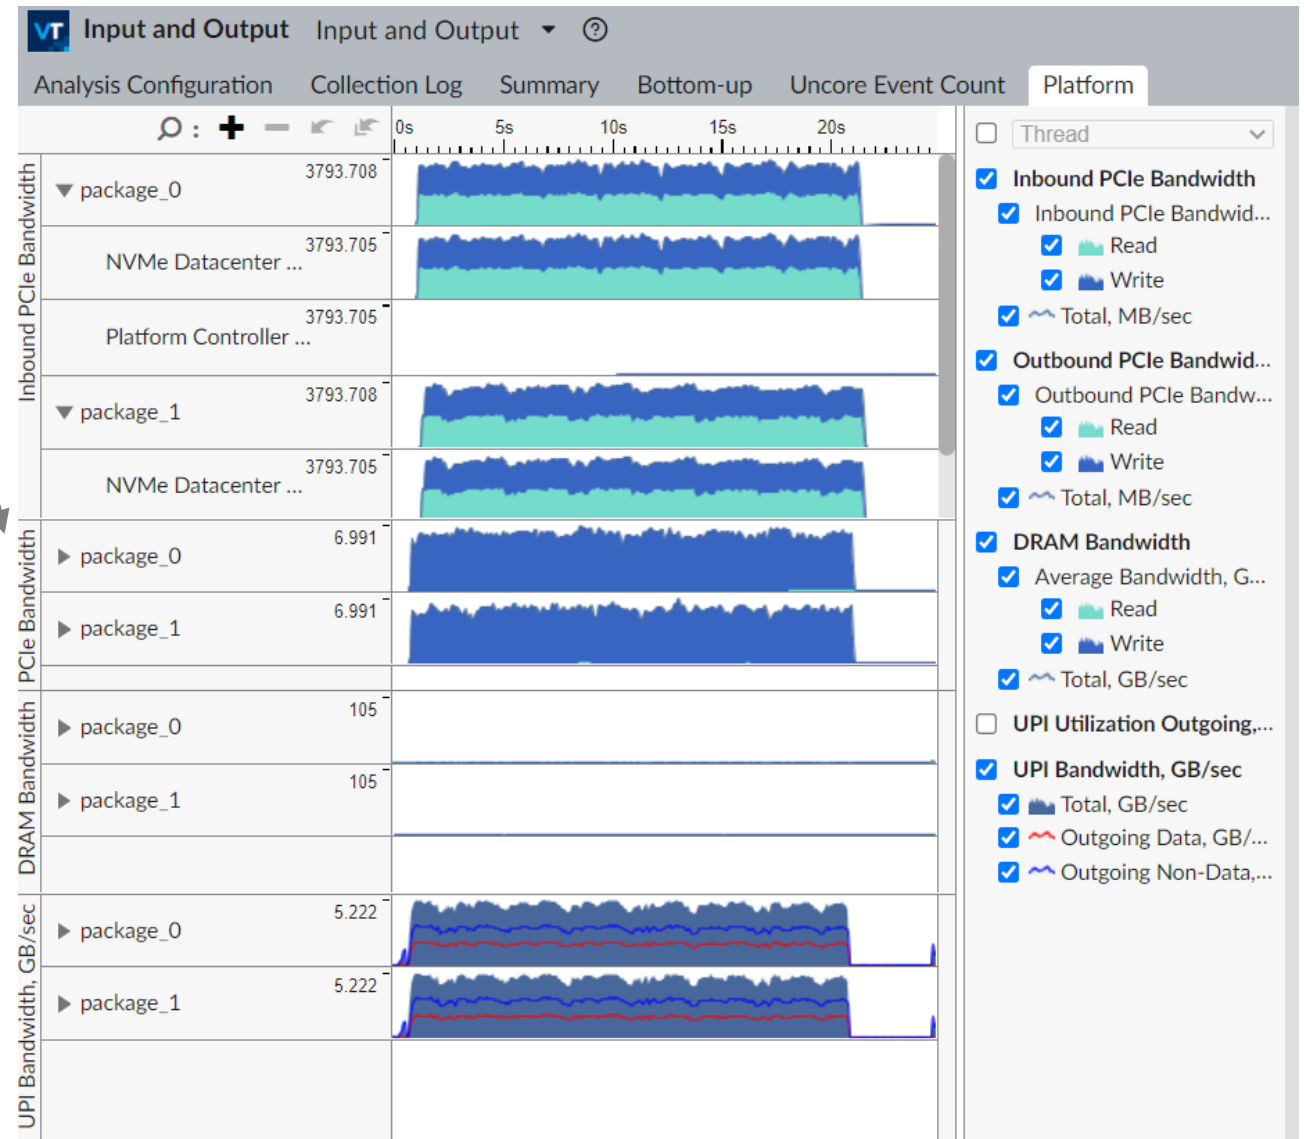 VT Input and Output Input and Output
Analysis Configuration Collection Log Summary Bottom-up Uncore Event Count Platform
0s 5s 10s 15s 20s
Inbound PCIe Bandwidth
package_0 3793.708
NVMe Datacenter ... 3793.705
Platform Controller ... 3793.705
package_1 3793.708
NVMe Datacenter ... 3793.705
PCIe Bandwidth
package_0 6.991
package_1 6.991
DRAM Bandwidth
package_0 105
package_1 105
UPI Bandwidth, GB/sec
package_0 5.222
package_1 5.222
Thread
Inbound PCIe Bandwidth
Inbound PCIe Bandwid...
Read
Write
Total, MB/sec
Outbound PCIe Bandwid...
Outbound PCIe Bandw...
Read
Write
Total, MB/sec
DRAM Bandwidth
Average Bandwidth, G...
Read
Write
Total, GB/sec
UPI Utilization Outgoing,...
UPI Bandwidth, GB/sec
Total, GB/sec
Outgoing Data, GB/...
Outgoing Non-Data,...